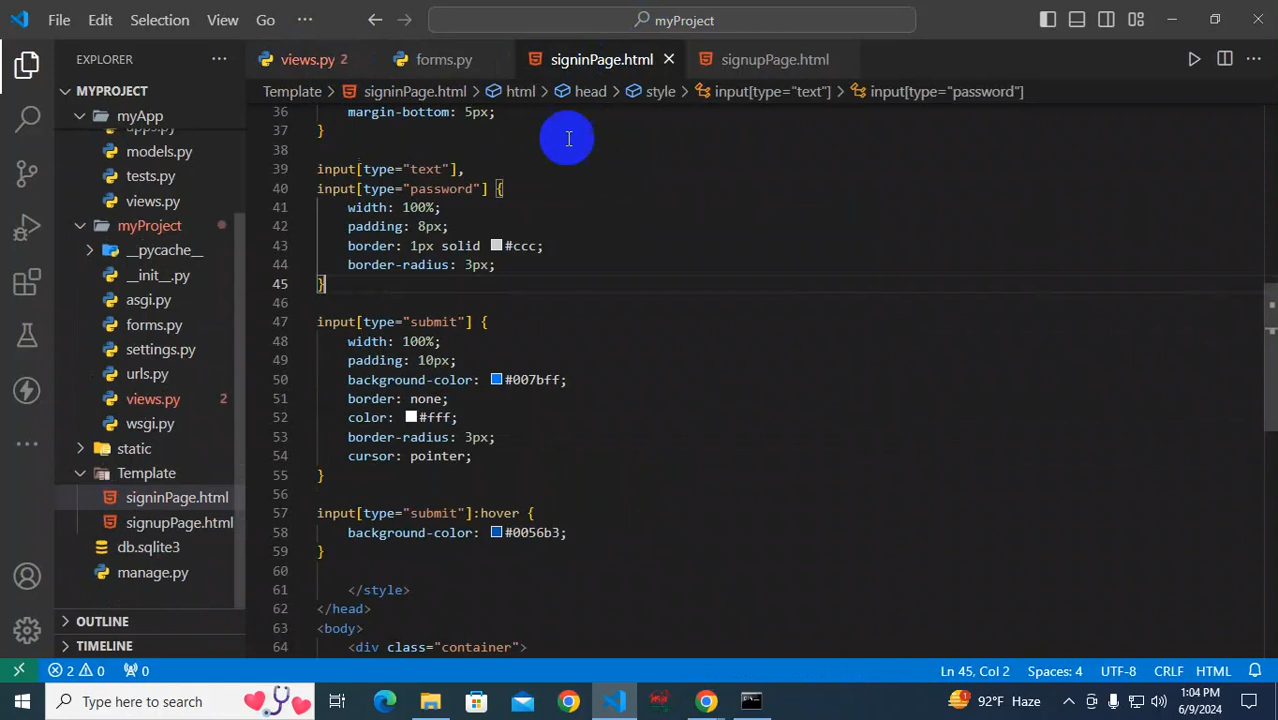 File Edit Selection View Go ··· myProject
EXPLORER ··· views.py 2 forms.py signinPage.html signupPage.html
MYPROJECT
Template > signinPage.html > html > head > style > input[type="text"] > input[type="password"]
myApp
apps.py
models.py
tests.py
views.py
myProject
__pycache__
__init__.py
asgi.py
forms.py
settings.py
urls.py
views.py 2
wsgi.py
static
Template
signinPage.html
signupPage.html
db.sqlite3
manage.py
OUTLINE
TIMELINE
36 margin-bottom: 5px;
37 }
38
39 input[type="text"],
40 input[type="password"] {
41 width: 100%;
42 padding: 8px;
43 border: 1px solid #ccc;
44 border-radius: 3px;
45 }
46
47 input[type="submit"] {
48 width: 100%;
49 padding: 10px;
50 background-color: #007bff;
51 border: none;
52 color: #fff;
53 border-radius: 3px;
54 cursor: pointer;
55 }
56
57 input[type="submit"]:hover {
58 background-color: #0056b3;
59 }
60
61 </style>
62 </head>
63 <body>
64 <div class="container">
2 0 0 Ln 45, Col 2 Spaces: 4 UTF-8 CRLF HTML
Type here to search 92°F Haze 1:04 PM
6/9/2024